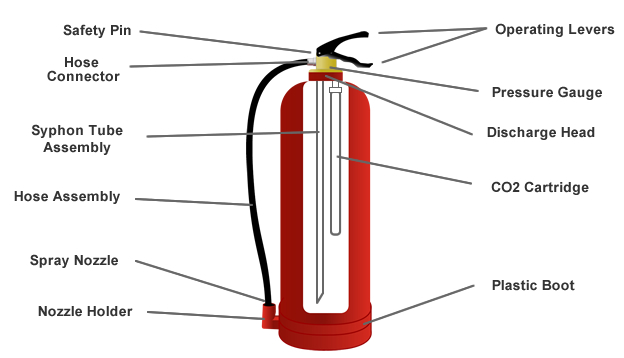 Safety Pin
Hose
Connector
Syphon Tube
Assembly
Hose Assembly
Spray Nozzle
Nozzle Holder
Operating Levers
Pressure Gauge
Discharge Head
CO2 Cartridge
Plastic Boot